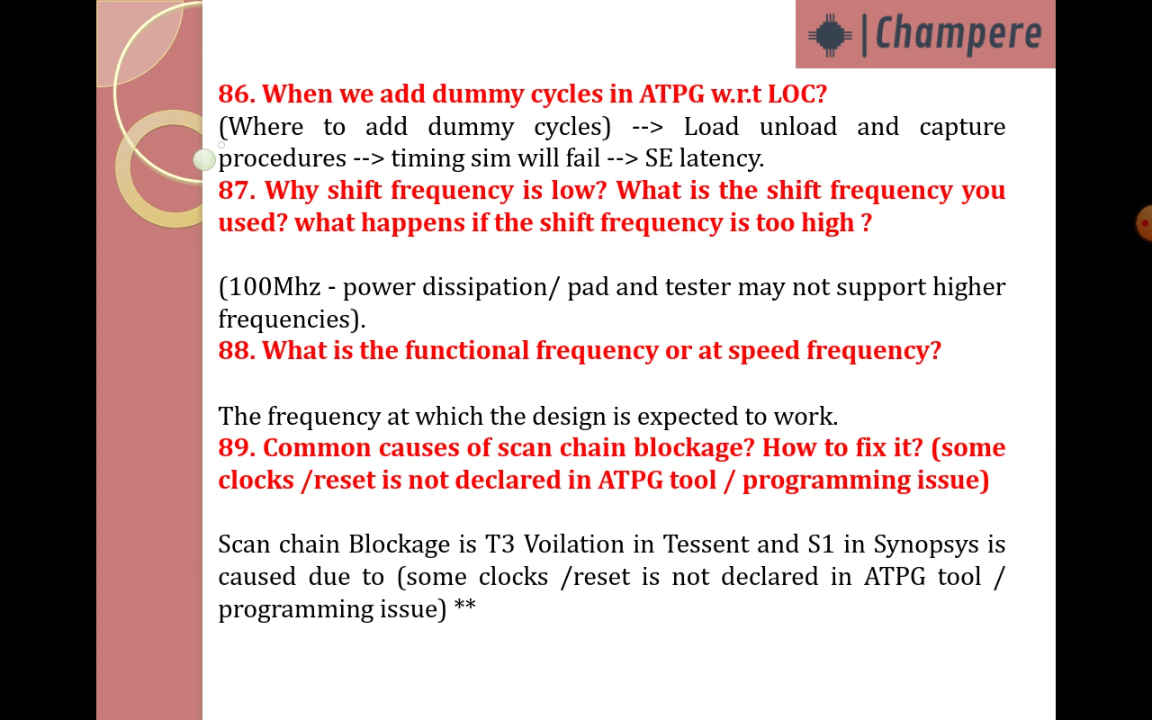 | Champere
86. When we add dummy cycles in ATPG w.r.t LOC?
(Where to add dummy cycles) --> Load unload and capture
procedures --> timing sim will fail --> SE latency.
87. Why shift frequency is low? What is the shift frequency you
used? what happens if the shift frequency is too high ?
(100Mhz - power dissipation/ pad and tester may not support higher
frequencies).
88. What is the functional frequency or at speed frequency?
The frequency at which the design is expected to work.
89. Common causes of scan chain blockage? How to fix it? (some
clocks /reset is not declared in ATPG tool / programming issue)
Scan chain Blockage is T3 Voilation in Tessent and S1 in Synopsys is
caused due to (some clocks /reset is not declared in ATPG tool /
programming issue) **